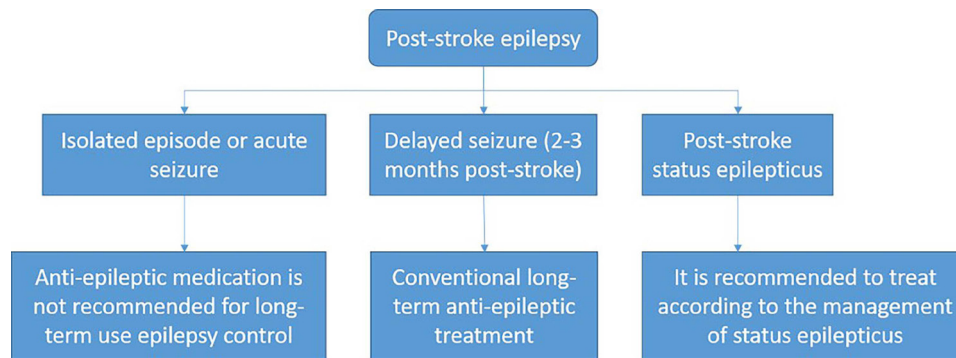 Post-stroke epilepsy
Isolated episode or acute
seizure
Delayed seizure (2-3
months post-stroke)
Post-stroke
status epilepticus
Anti-epileptic medication is
not recommended for long-
term use epilepsy control
Conventional long-
term anti-epileptic
treatment
It is recommended to treat
according to the management
of status epilepticus